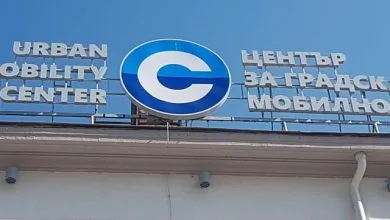 URBAN
OBILITY
CENTER
C
ЦЕНТЪР
ЗА ГРАДСК
МОБИЛНО